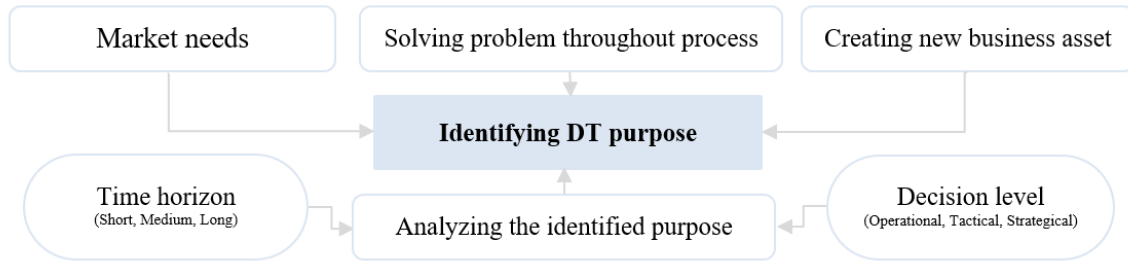 Market needs
Solving problem throughout process
Creating new business asset
Identifying DT purpose
Time horizon
(Short, Medium, Long)
Analyzing the identified purpose
Decision level
(Operational, Tactical, Strategical)